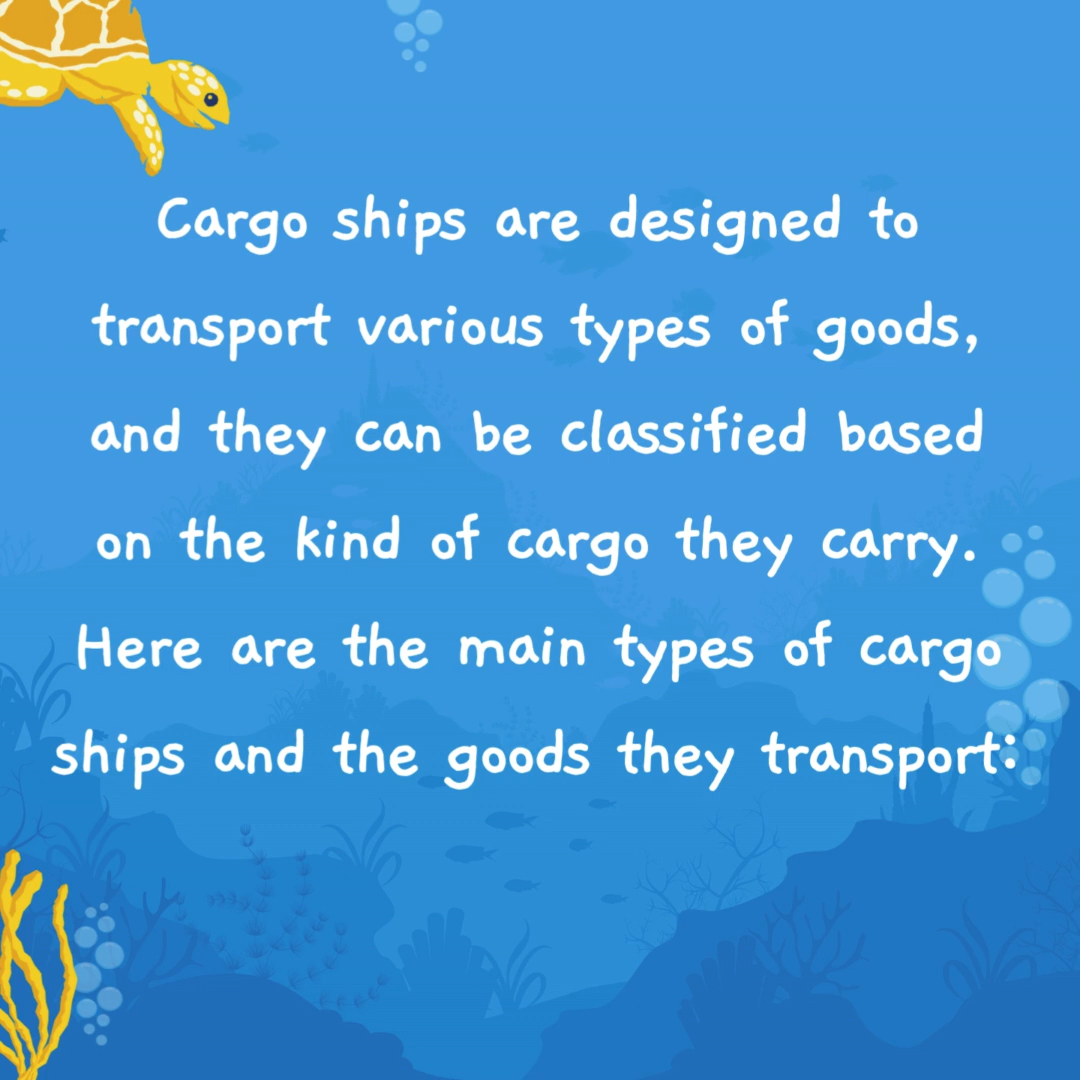 Cargo ships are designed to
transport various types of goods,
and they can be classified based
on the kind of cargo they carry.
Here are the main types of cargo
ships and the goods they transport: